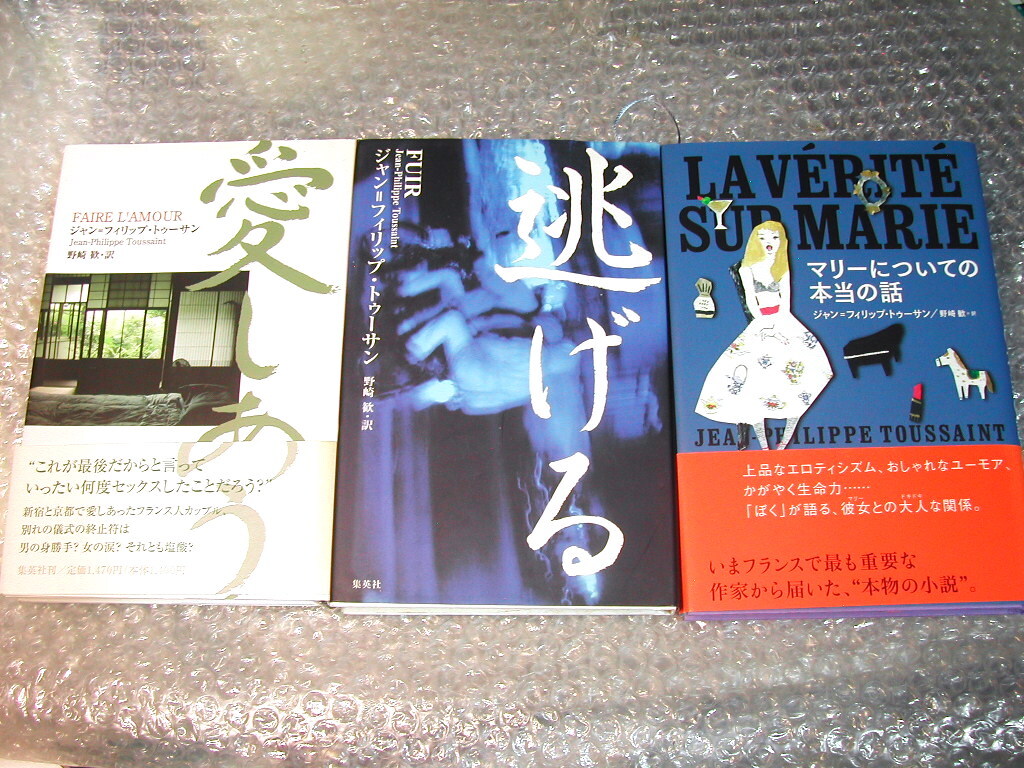 FAIRE L'AMOUR
ジャン=フィリップ・トゥーサン
Jean-Philippe Toussaint
野崎 歓・訳
愛しあう
“これが最後だからと言って
いったい何度セックスしたことだろう?”
新宿と京都で愛しあったフランス人カップル、
別れの儀式の終止符は
男の身勝手? 女の涙? それとも塩酸?
集英社刊/定価1,470円
逃げる
FUIR
Jean-Philippe Toussaint
ジャン=フィリップ・トゥーサン
野崎 歓・訳
集英社
LA VÉRITÉ
SUR MARIE
マリーについての
本当の話
ジャン=フィリップ・トゥーサン/野崎 歓・訳
JEAN-PHILIPPE TOUSSAINT
上品なエロティシズム、おしゃれなユーモア、
かがやく生命力……
「ぼく」が語る、彼女との大人な関係。
いまフランスで最も重要な
作家から届いた、“本物の小説”。